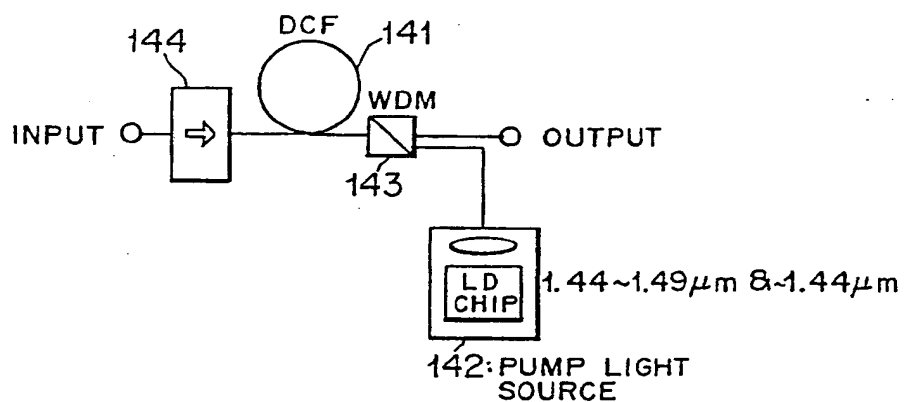 144
DCF
141
WDM
INPUT
OUTPUT
143
LD
CHIP
1.44~1.49μm &~1.44μm
142: PUMP LIGHT
SOURCE